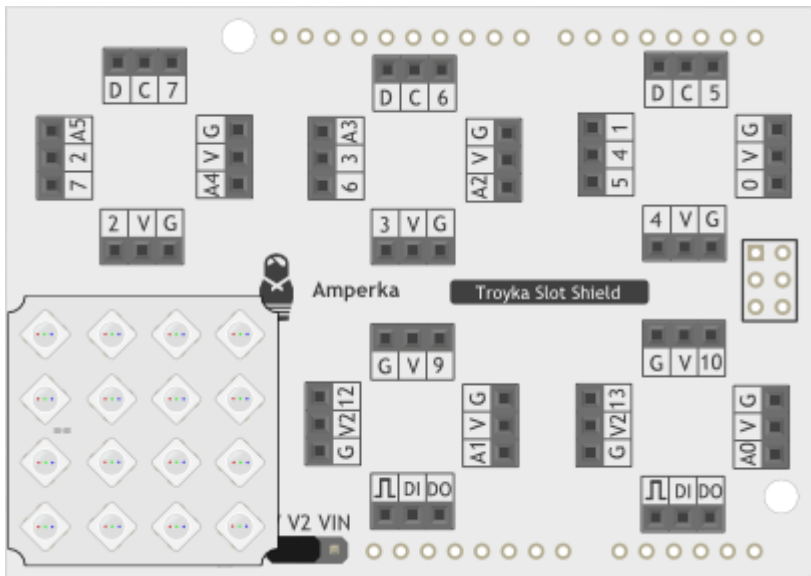 D C 7
D C 6
D C 5
A5
2
7
G
V
A4
A3
3
6
G
V
A2
1
4
5
G
V
0
2 V G
3 V G
4 V G
Amperka
Troyka Slot Shield
G V 9
G V 10
12
V2
G
G
V
A1
13
V2
G
G
V
A0
DI DO
DI DO
V2 VIN